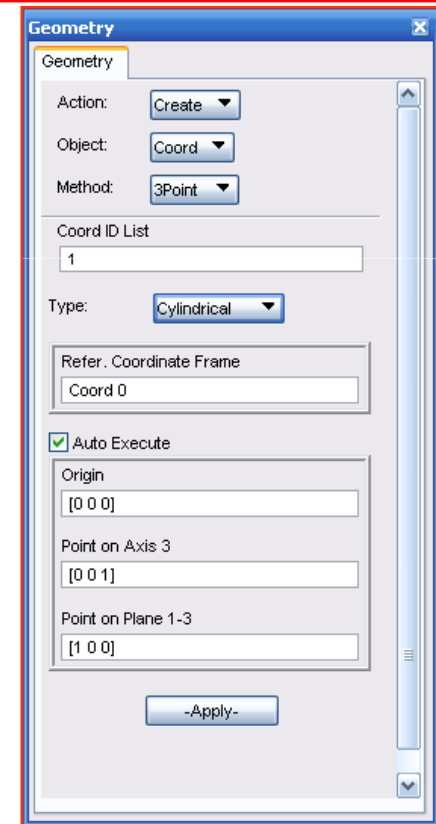 Geometry
Geometry
Action: Create
Object: Coord
Method: 3Point
Coord ID List
1
Type: Cylindrical
Refer. Coordinate Frame
Coord 0
Auto Execute
Origin
[0 0 0]
Point on Axis 3
[0 0 1]
Point on Plane 1-3
[1 0 0]
-Apply-